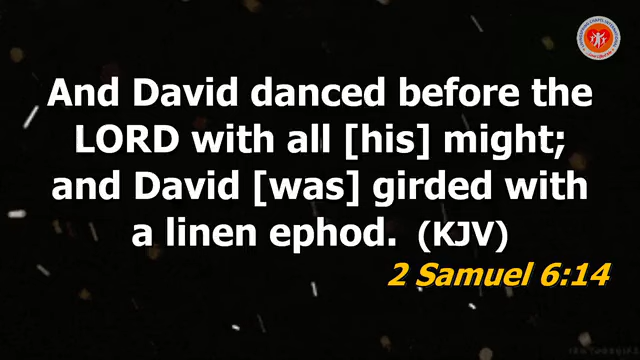 And David danced before the
LORD with all [his] might;
and David [was] girded with
a linen ephod. (KJV)
2 Samuel 6:14